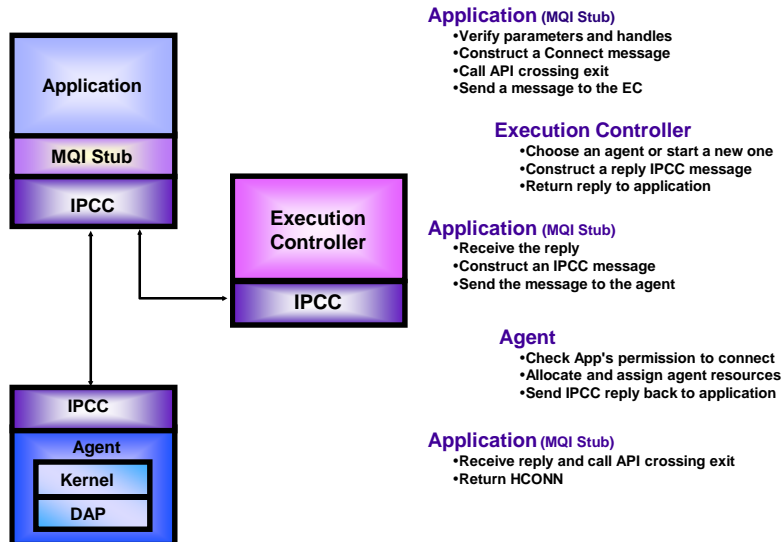 Application
MQI Stub
IPCC
Execution
Controller
IPCC
IPCC
Agent
Kernel
DAP
Application (MQI Stub)
•Verify parameters and handles
•Construct a Connect message
•Call API crossing exit
•Send a message to the EC
Execution Controller
•Choose an agent or start a new one
•Construct a reply IPCC message
•Return reply to application
Application (MQI Stub)
•Receive the reply
•Construct an IPCC message
•Send the message to the agent
Agent
•Check App's permission to connect
•Allocate and assign agent resources
•Send IPCC reply back to application
Application (MQI Stub)
•Receive reply and call API crossing exit
•Return HCONN